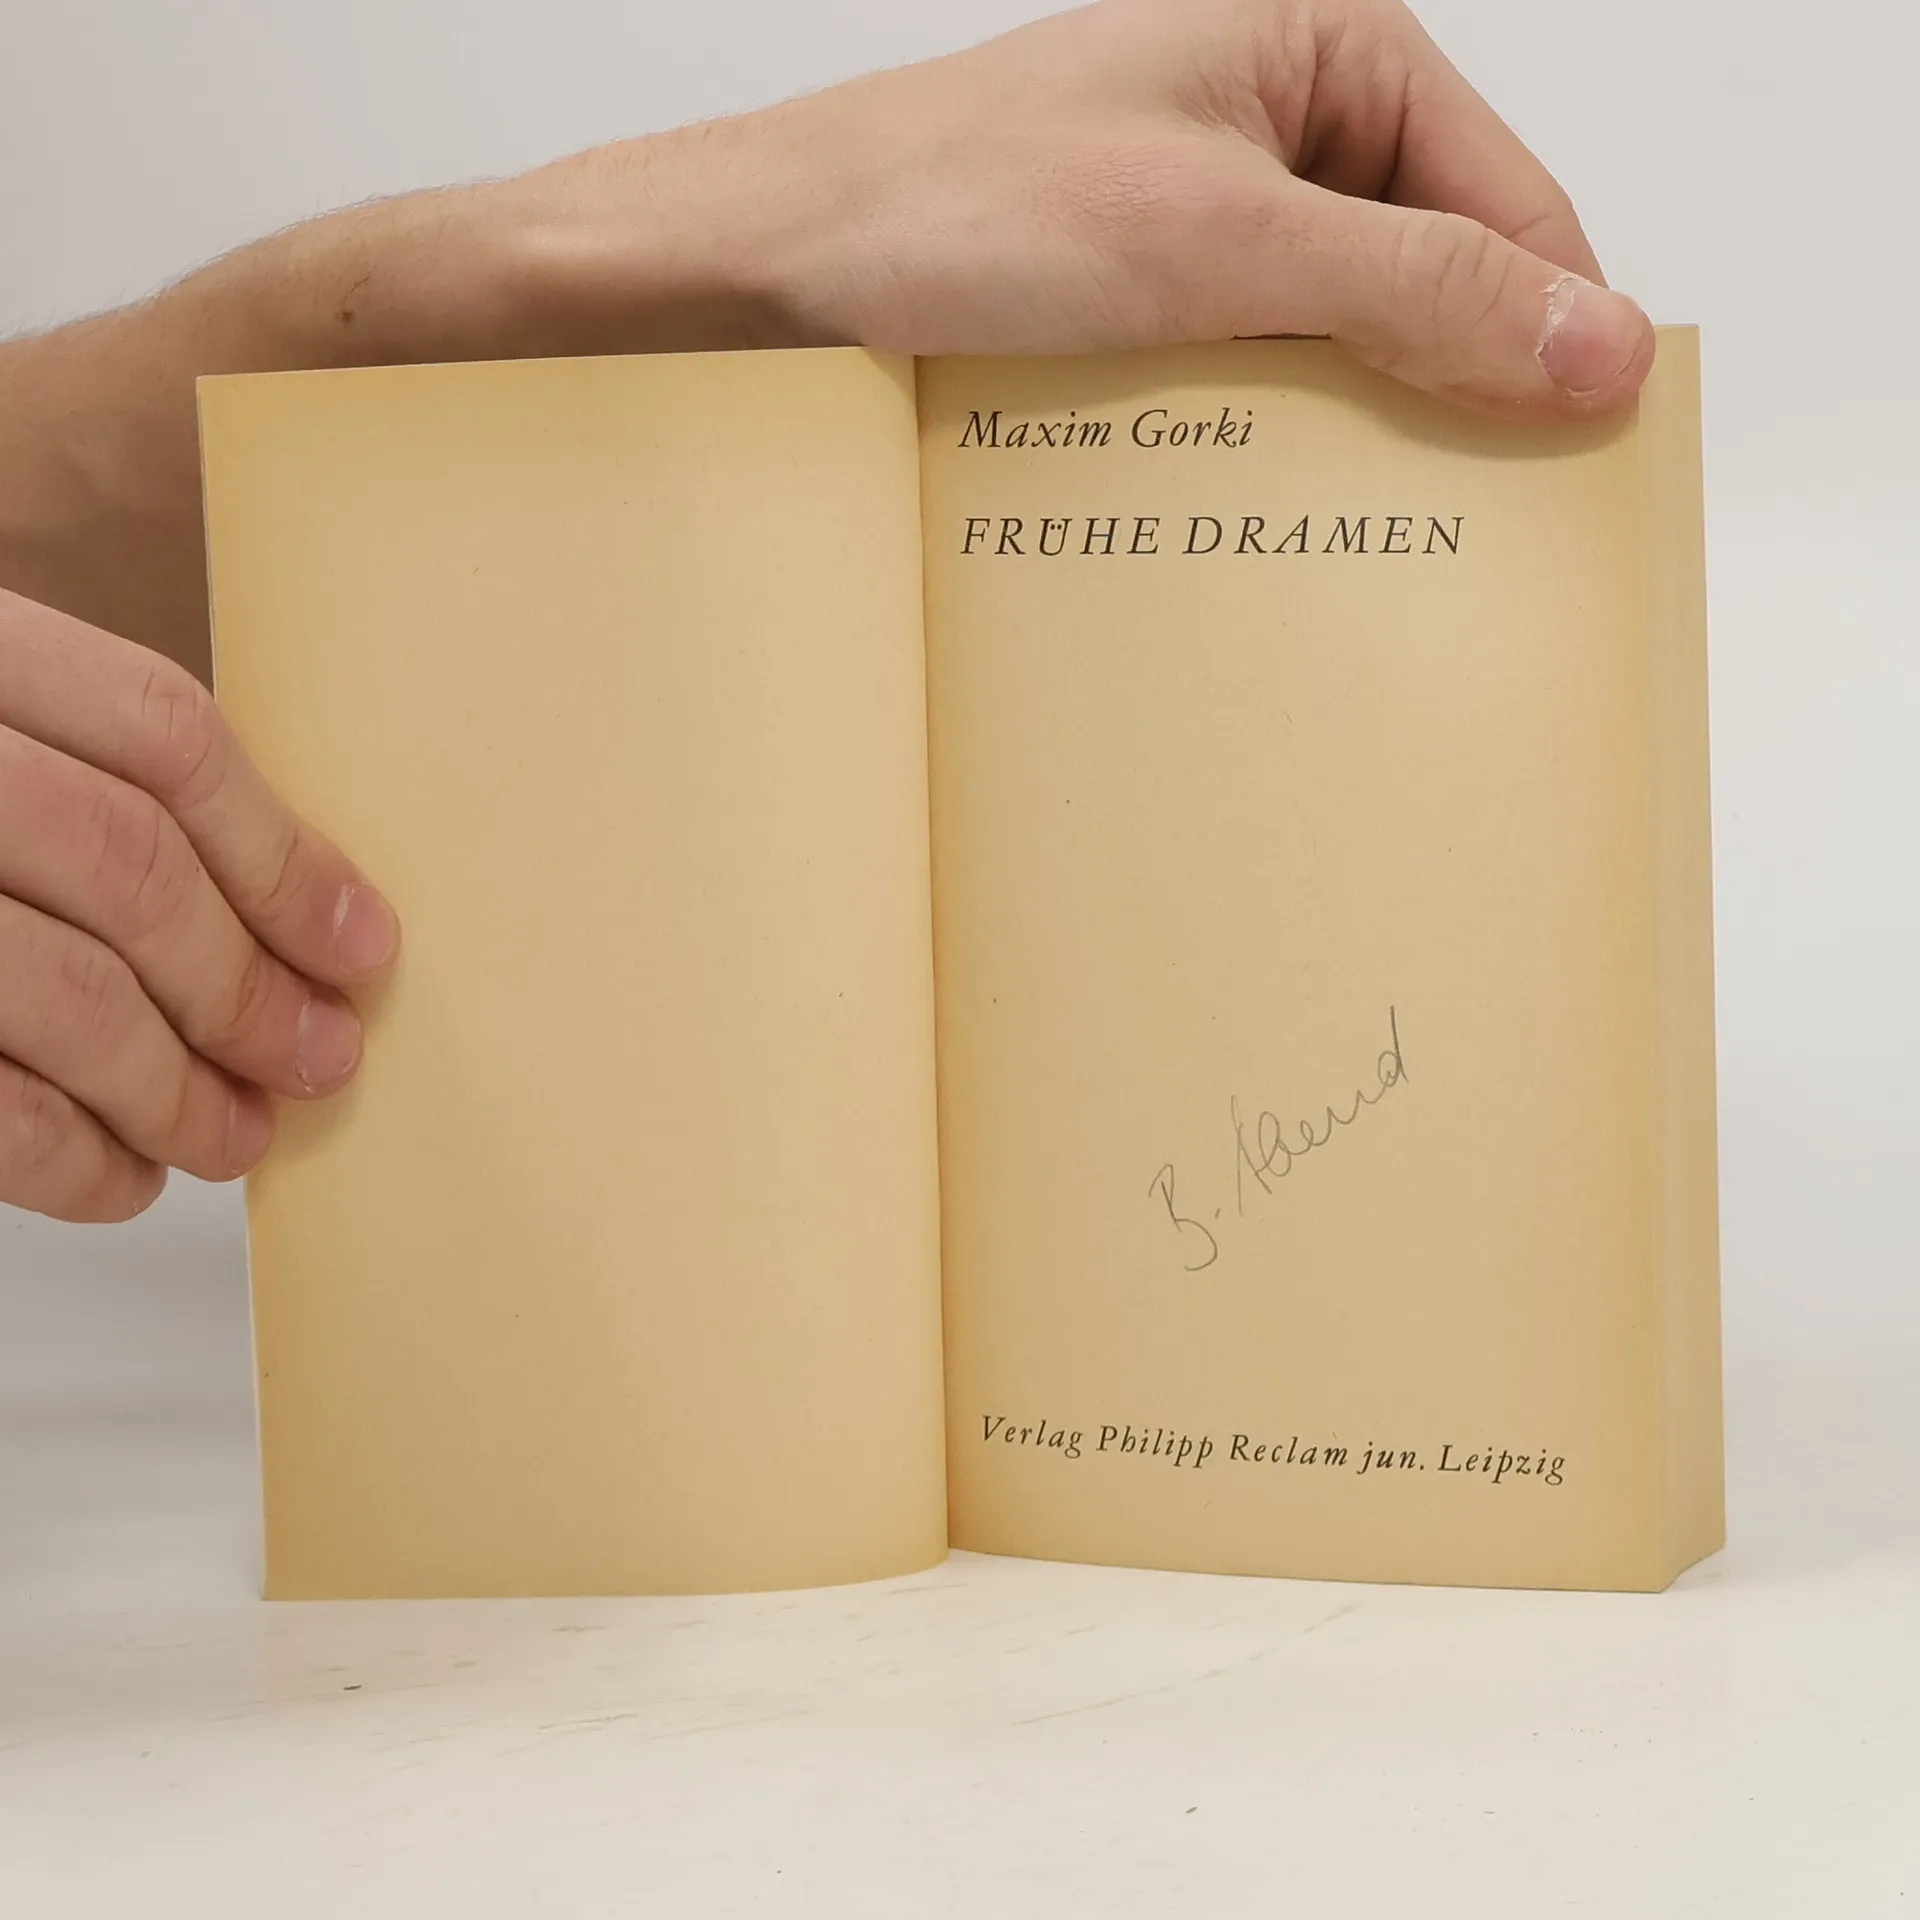 Maxim Gorki
FRÜHE DRAMEN
B. Abend
Verlag Philipp Reclam jun. Leipzig